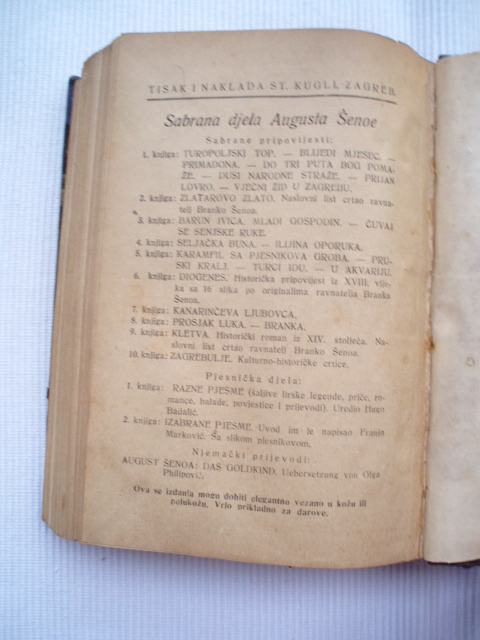 TISAK I NAKLADA ST. KUGLI, ZAGREB.
Sabrana djela Augusta Šenoe
Sabrane pripovijesti:
1. knjiga: TUROPOLJSKI TOP. — BLIJEDI MJESEC. —
PRIMADONA. — DO TRI PUTA BOG POMA-
ŽE. — DUSI NARODNE STRAŽE. — PRIJAN
LOVRO. — VJEČNI ŽID U ZAGREBU.
2. knjiga: ZLATAROVO ZLATO. Naslovni list crtao ravna-
telj Branko Šenoa.
3. knjiga: BARUN IVICA. MLADI GOSPODIN. — ČUVAJ
SE SENJSKE RUKE.
4. knjiga: SELJAČKA BUNA. — ILIJINA OPORUKA.
5. knjiga: KARAMFIL SA PJESNIKOVA GROBA. — PRU-
SKI KRALJ. — TURCI IDU. — U AKVARIJU.
6. knjiga: DIOGENES. Historička pripovijest iz XVIII. vije-
ka sa 16 slika po originalima ravnatelja Branka
Šenoa.
7. knjiga: KANARINČEVA LJUBOVCA.
8. knjiga: PROSJAK LUKA. — BRANKA.
9. knjiga: KLETVA. Historički roman iz XIV. stoljeća. Na-
slovni list crtao ravnatelj Branko Šenoa.
10. knjiga: ZAGREBULJE. Kulturno-historičke crtice.
Pjesnička djela:
1. knjiga: RAZNE PJESME (šaljive lirske legende, priče, ro-
mance, balade, povjestice i prijevodi). Uredio Hugo
Badalić.
2. knjiga: IZABRANE PJESME. Uvod im je napisao Franjo
Marković. Sa slikom pjesnikovom.
Njemački prijevodi:
AUGUST ŠENOA: DAS GOLDKIND. Uebersetzung von Olga
Philipović.
Ova se izdanja mogu dobiti elegantno vezano u kožu ili
polukožu. Vrlo prikladno za darove.